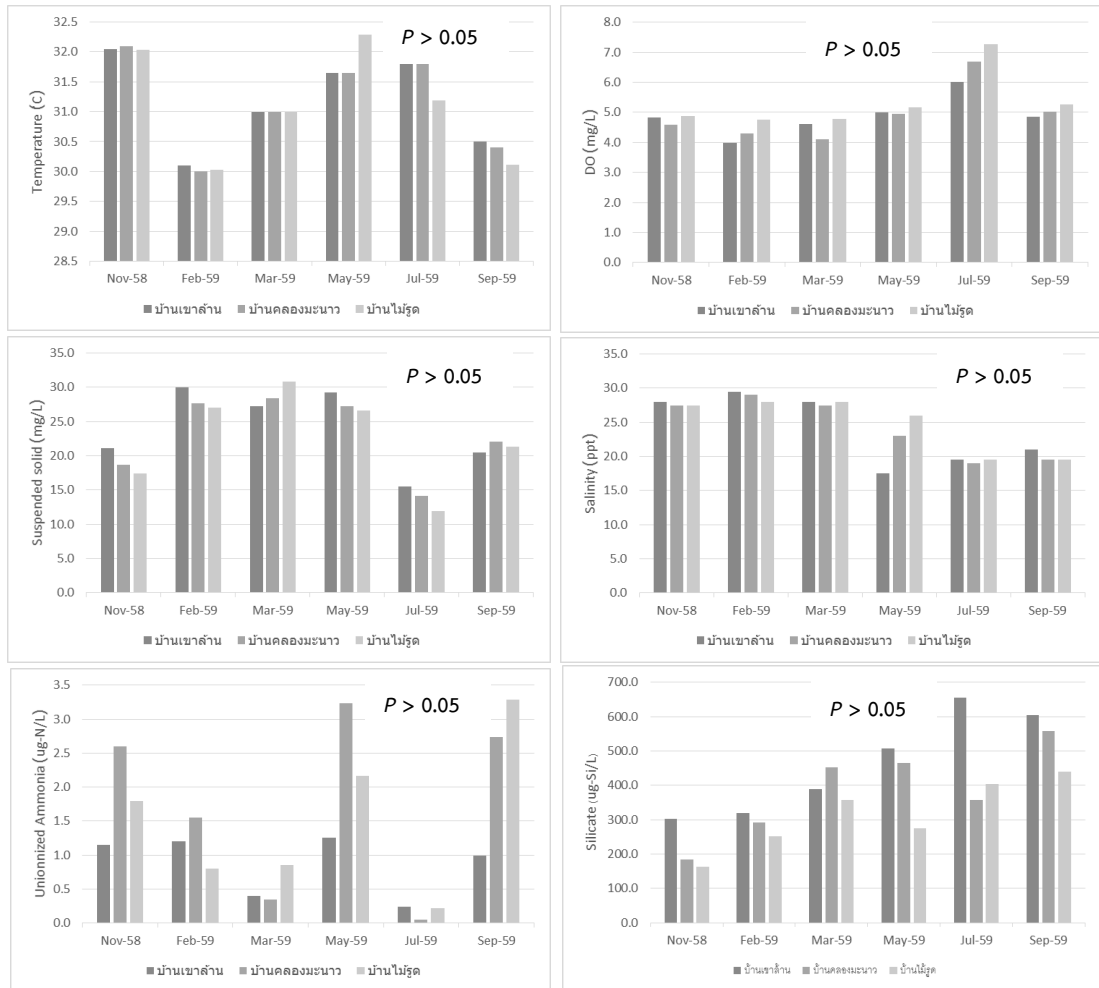 P > 0.05
Temperature (C)
32.5
32.0
31.5
31.0
30.5
30.0
29.5
29.0
28.5
Nov-58 Feb-59 Mar-59 May-59 Jul-59 Sep-59
บ้านเขาล้าน บ้านคลองมะนาว บ้านไม้รูด
P > 0.05
DO (mg/L)
8.0
7.0
6.0
5.0
4.0
3.0
2.0
1.0
0.0
Nov-58 Feb-59 Mar-59 May-59 Jul-59 Sep-59
บ้านเขาล้าน บ้านคลองมะนาว บ้านไม้รูด
P > 0.05
Suspended solid (mg/L)
35.0
30.0
25.0
20.0
15.0
10.0
5.0
0.0
Nov-58 Feb-59 Mar-59 May-59 Jul-59 Sep-59
บ้านเขาล้าน บ้านคลองมะนาว บ้านไม้รูด
P > 0.05
Salinity (ppt)
35.0
30.0
25.0
20.0
15.0
10.0
5.0
0.0
Nov-58 Feb-59 Mar-59 May-59 Jul-59 Sep-59
บ้านเขาล้าน บ้านคลองมะนาว บ้านไม้รูด
P > 0.05
Unionnized Ammonia (ug-N/L)
3.5
3.0
2.5
2.0
1.5
1.0
0.5
0.0
Nov-58 Feb-59 Mar-59 May-59 Jul-59 Sep-59
บ้านเขาล้าน บ้านคลองมะนาว บ้านไม้รูด
P > 0.05
Silicate (ug-Si/L)
700.0
600.0
500.0
400.0
300.0
200.0
100.0
0.0
Nov-58 Feb-59 Mar-59 May-59 Jul-59 Sep-59
บ้านเขาล้าน บ้านคลองมะนาว บ้านไม้รูด